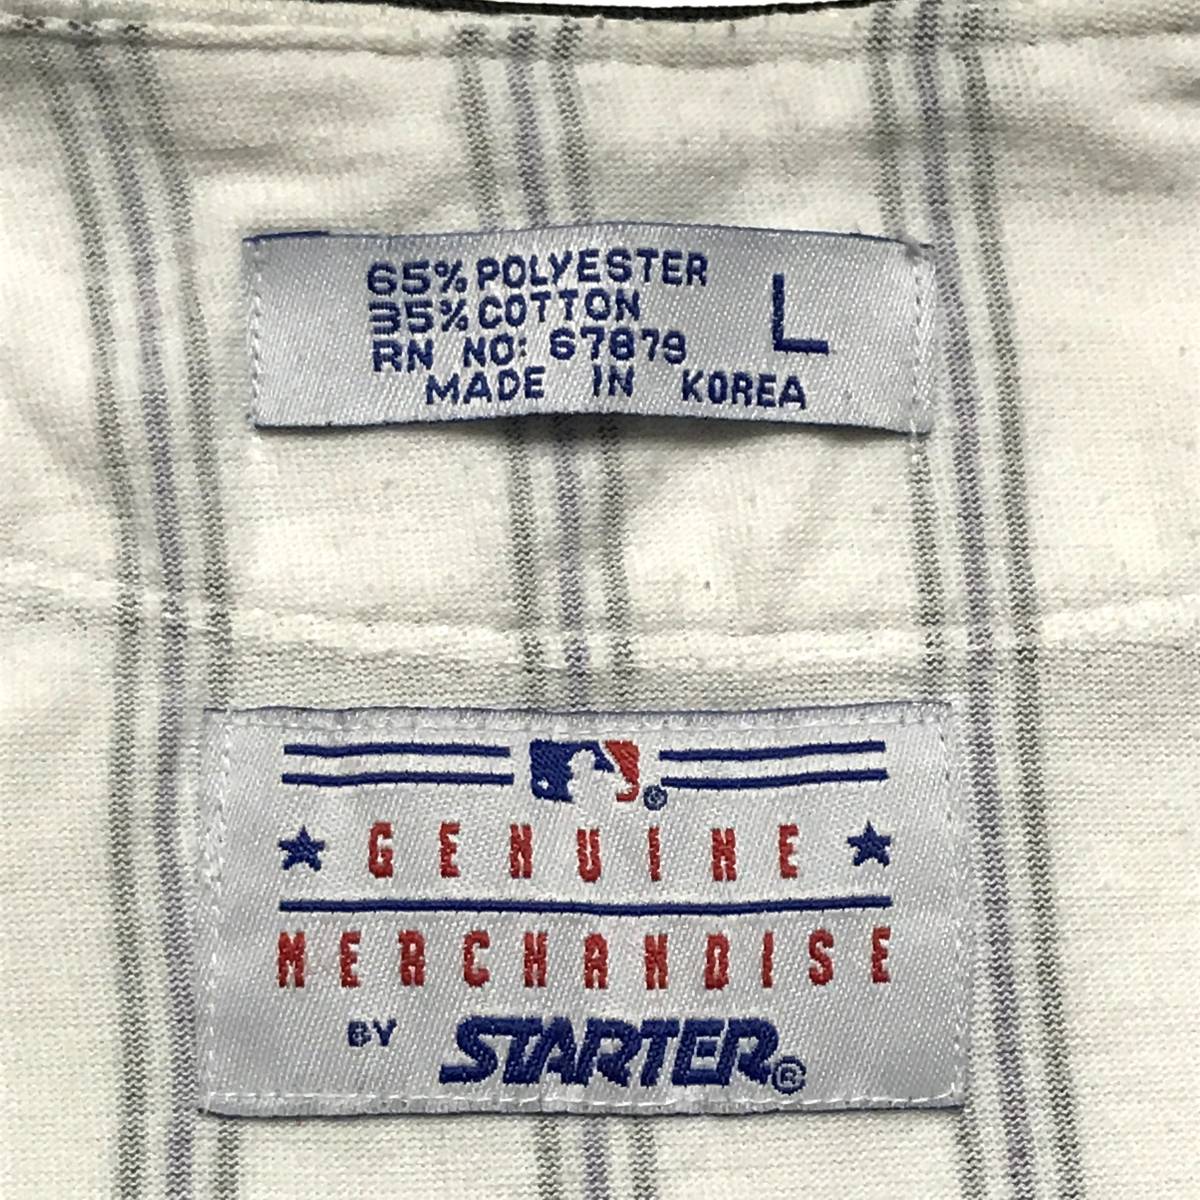 65% POLYESTER
35% COTTON
RN NO: 67879
MADE IN KOREA
L
®
GENUINE
MERCHANDISE
BY STARTER®